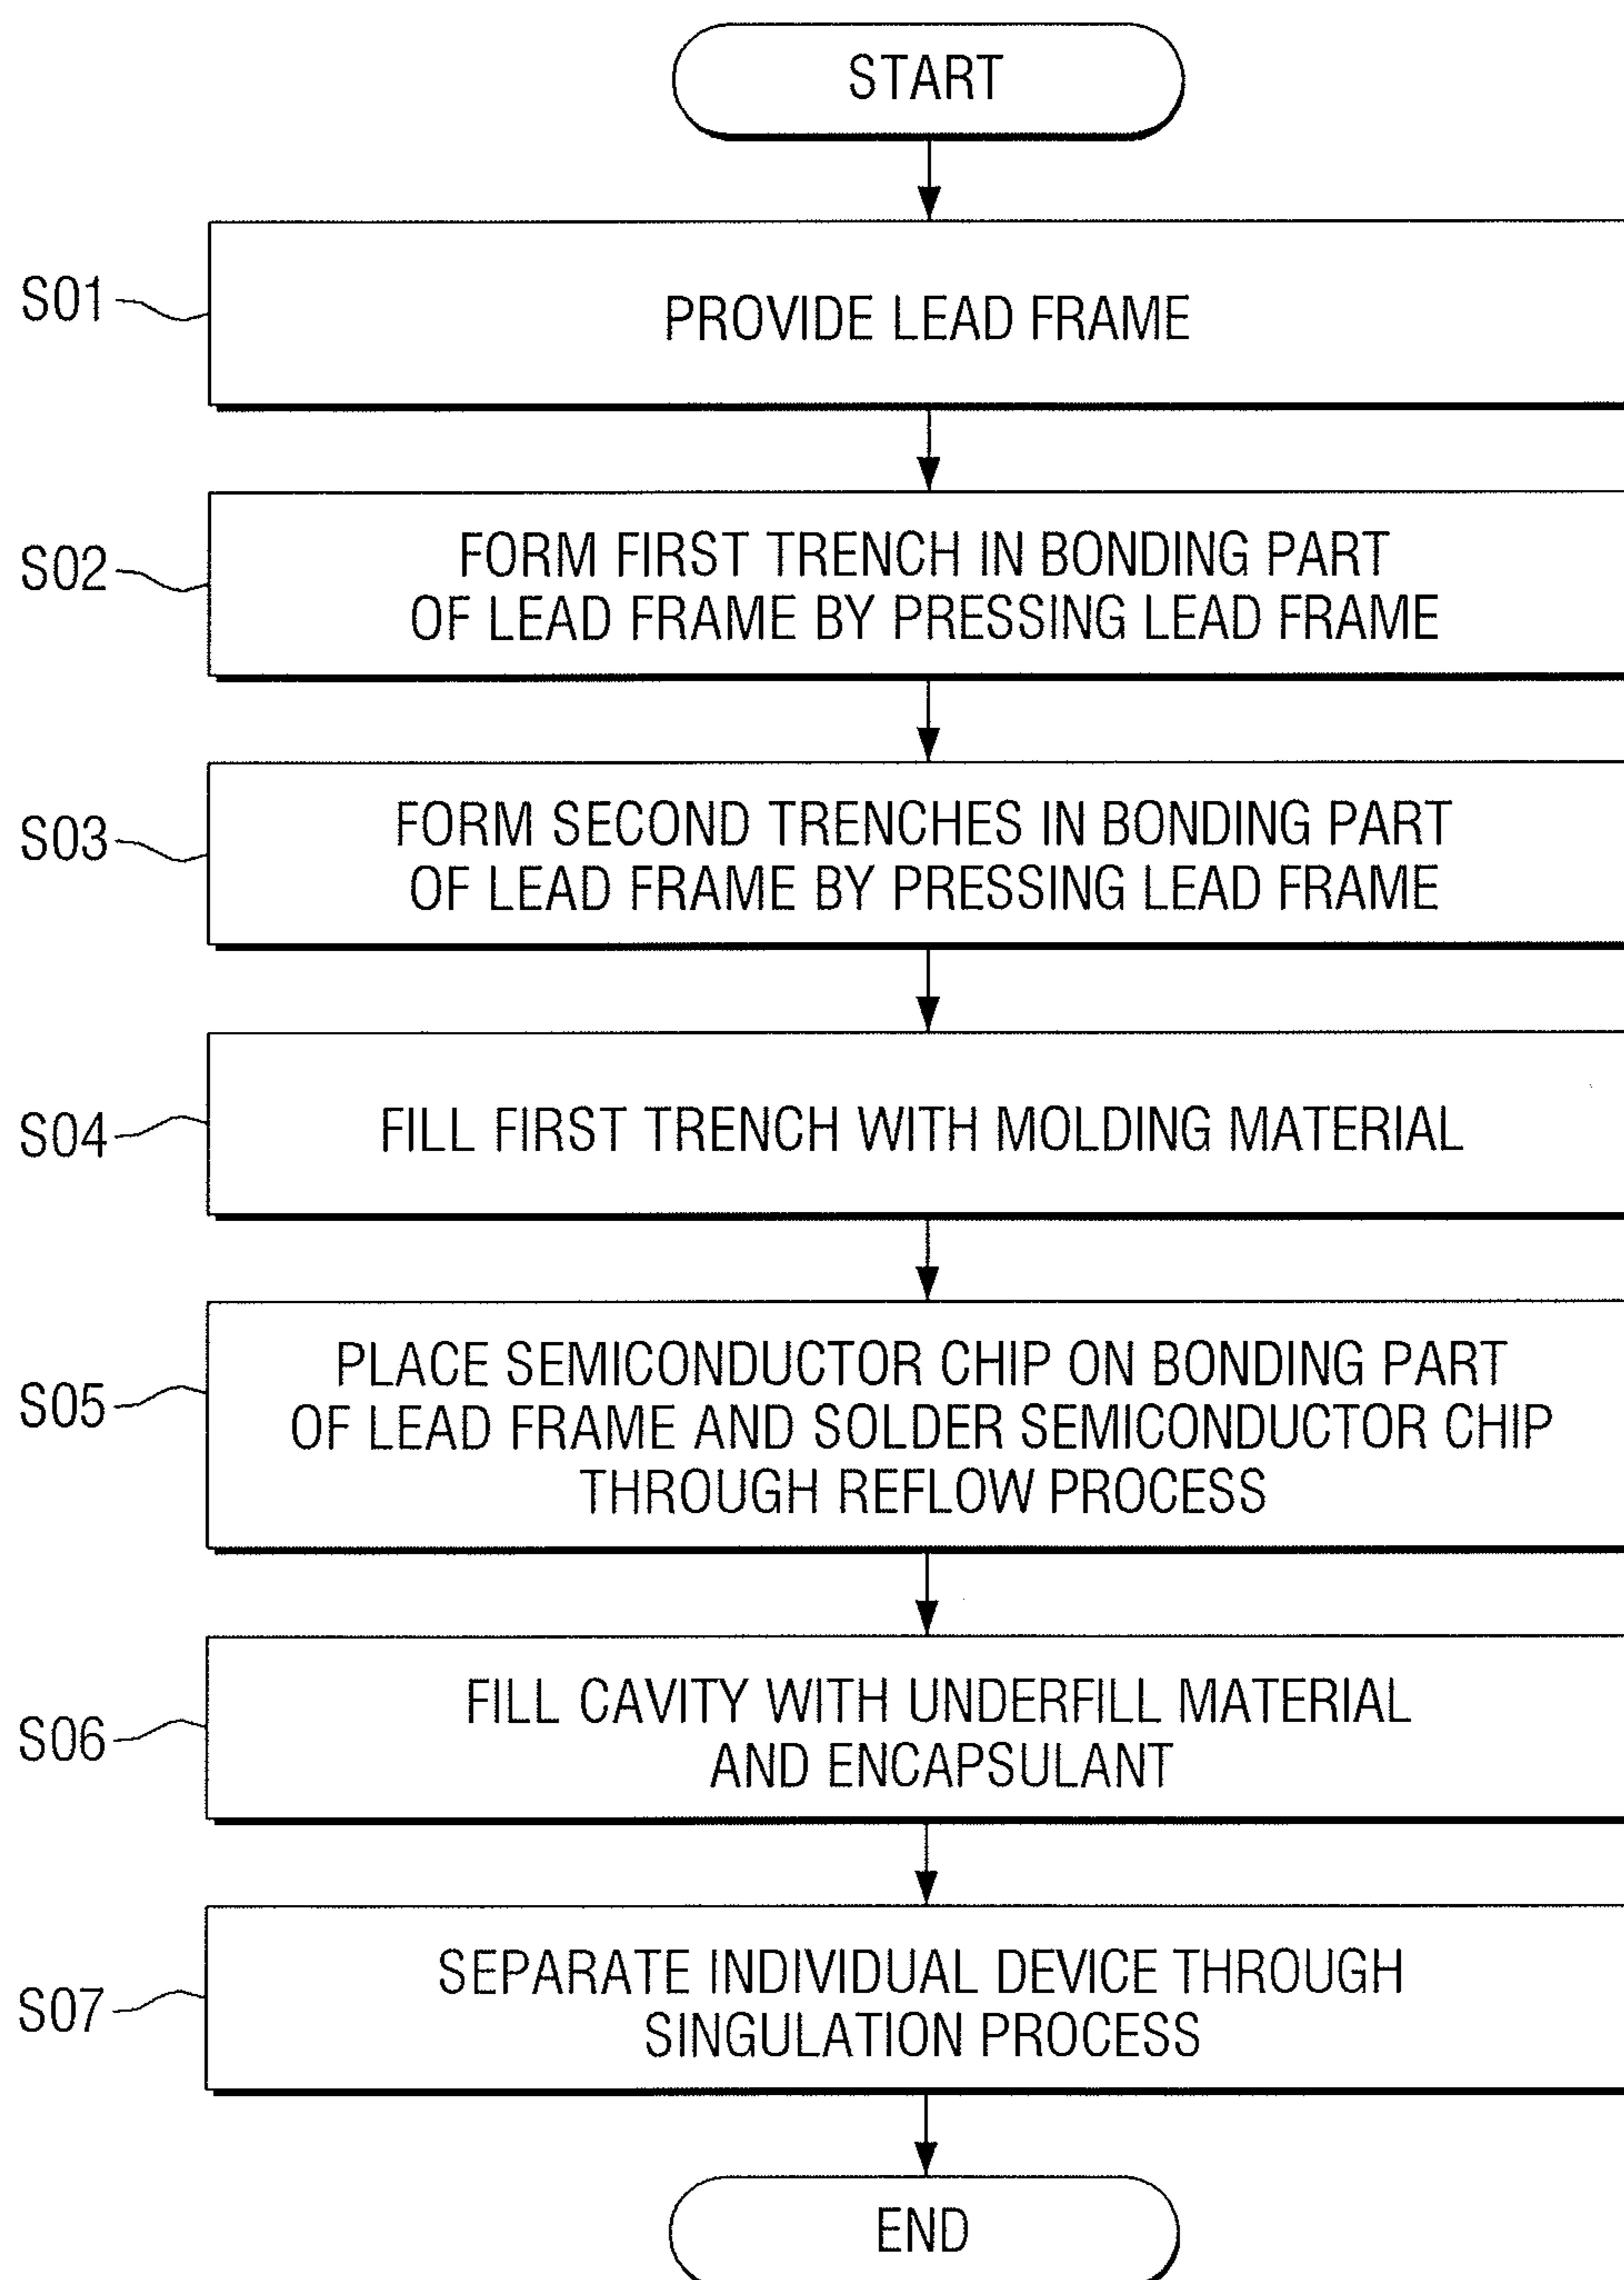 START
S01
PROVIDE LEAD FRAME
S02
FORM FIRST TRENCH IN BONDING PART
OF LEAD FRAME BY PRESSING LEAD FRAME
S03
FORM SECOND TRENCHES IN BONDING PART
OF LEAD FRAME BY PRESSING LEAD FRAME
S04
FILL FIRST TRENCH WITH MOLDING MATERIAL
S05
PLACE SEMICONDUCTOR CHIP ON BONDING PART
OF LEAD FRAME AND SOLDER SEMICONDUCTOR CHIP
THROUGH REFLOW PROCESS
S06
FILL CAVITY WITH UNDERFILL MATERIAL
AND ENCAPSULANT
S07
SEPARATE INDIVIDUAL DEVICE THROUGH
SINGULATION PROCESS
END